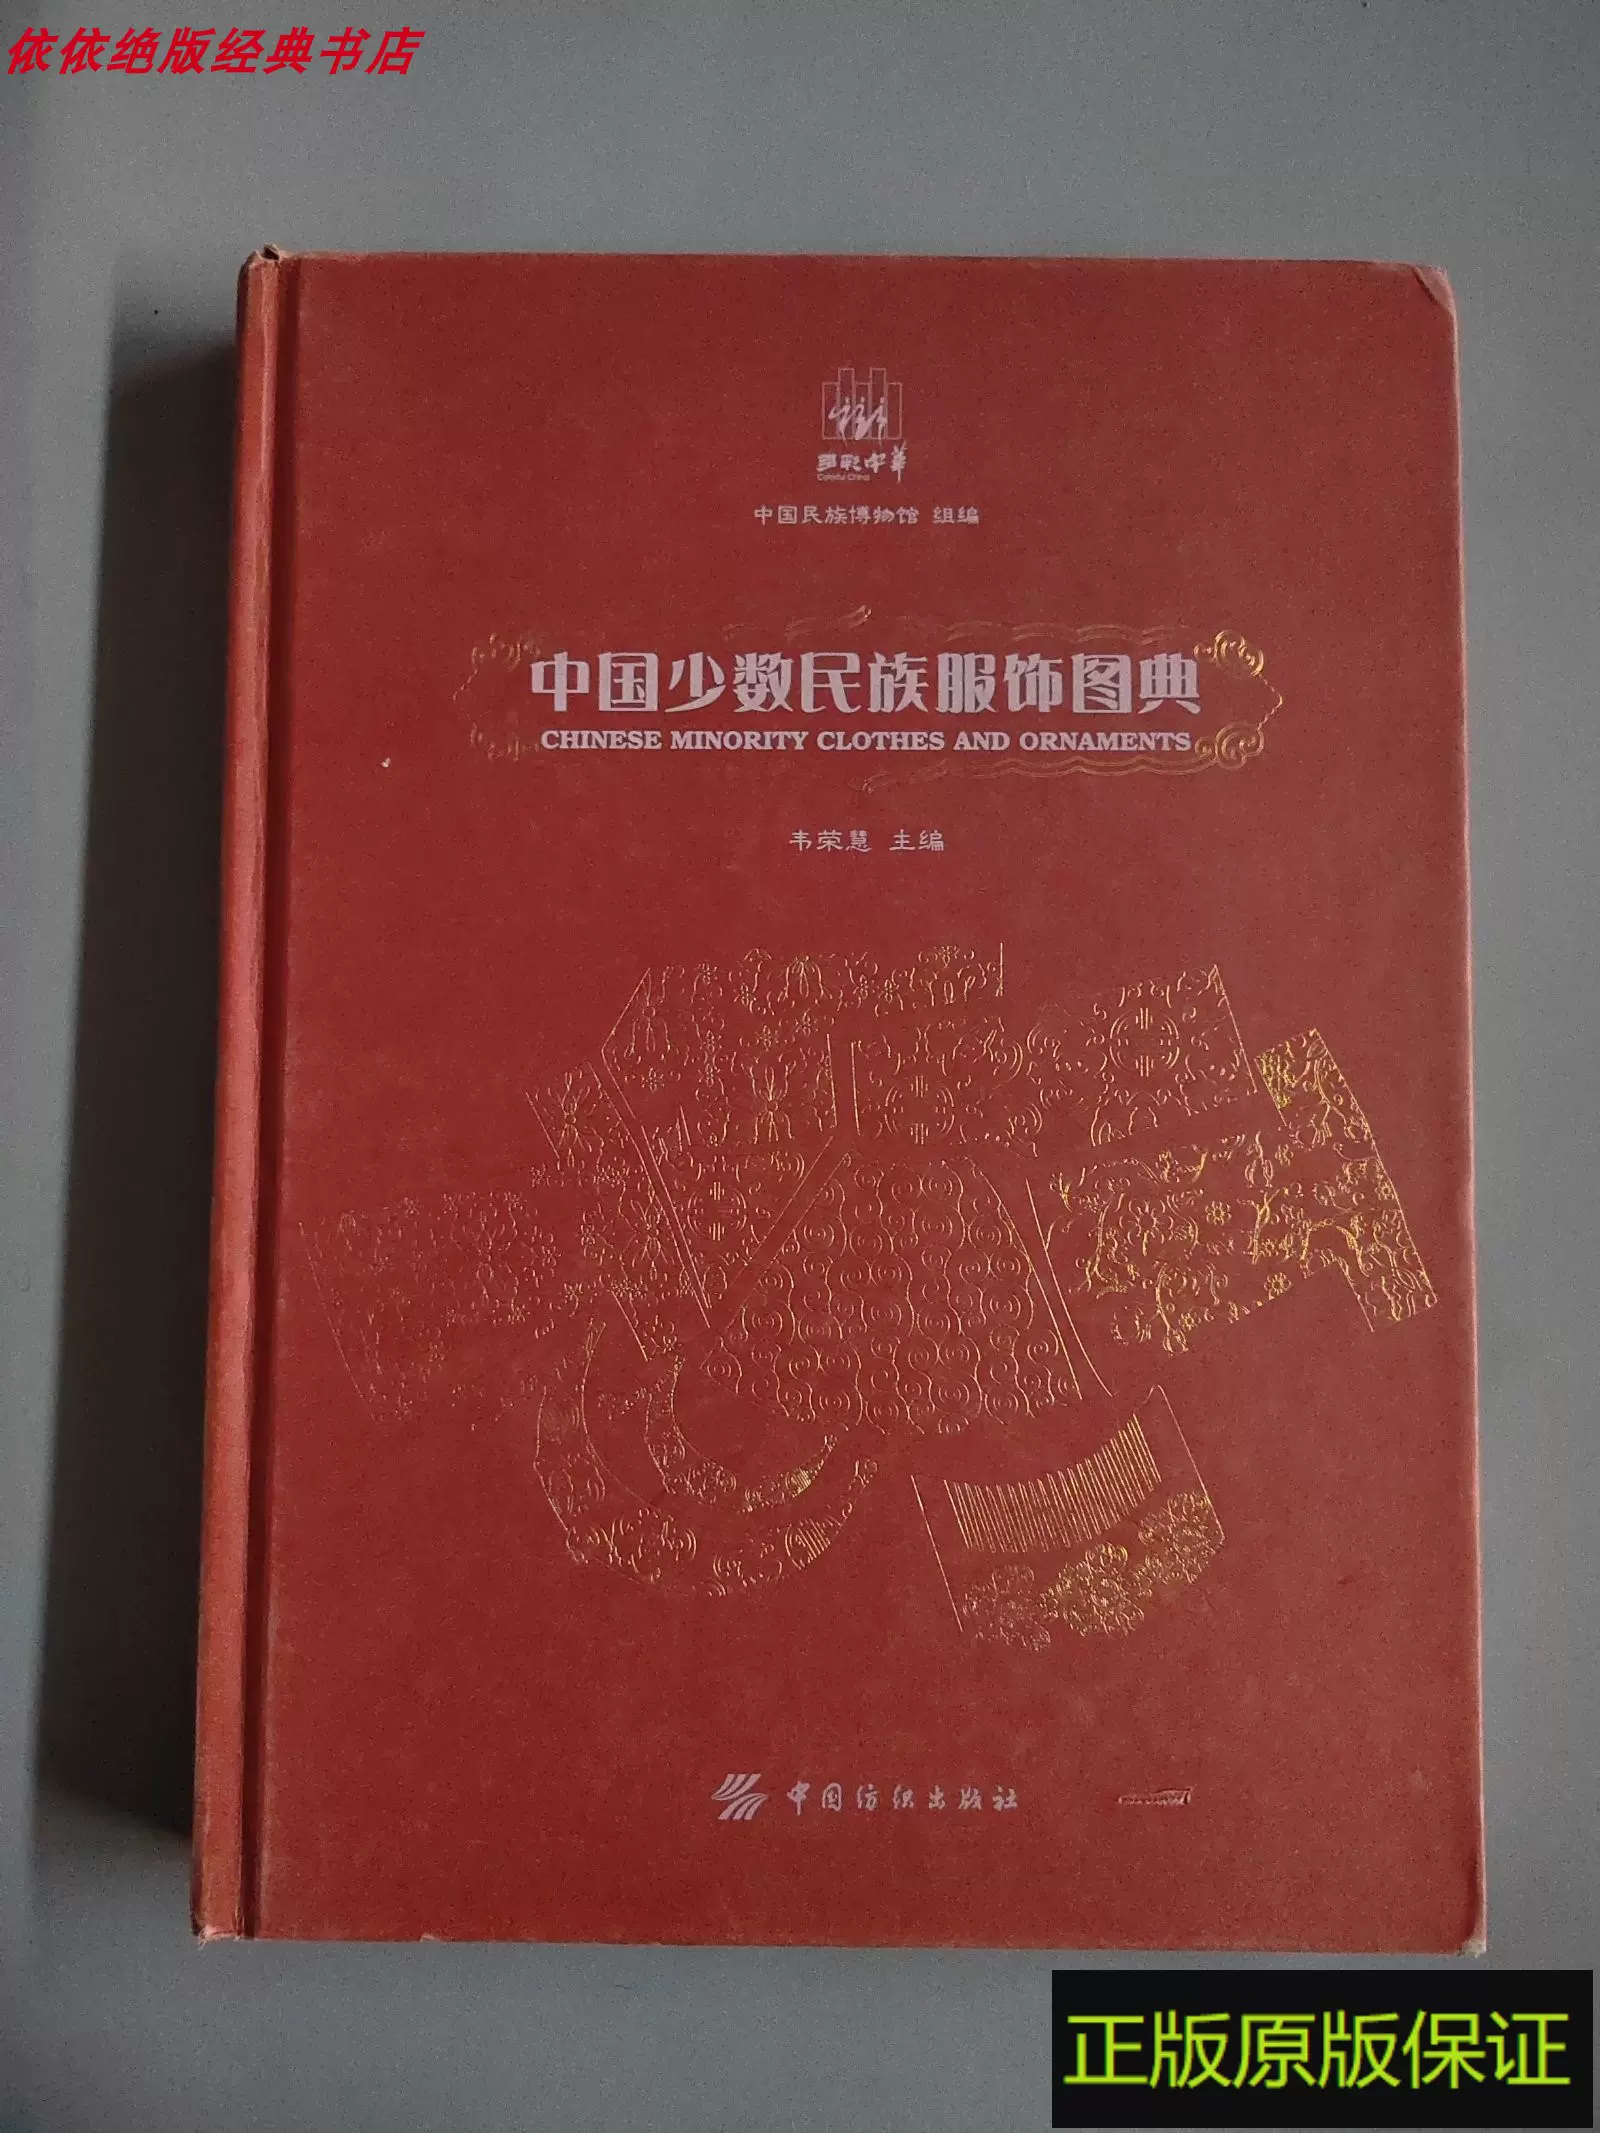 依依绝版经典书店
多彩中华
Colorful China
中国民族博物馆 组编
中国少数民族服饰图典
CHINESE MINORITY CLOTHES AND ORNAMENTS
韦荣慧 主编
中国纺织出版社
正版原版保证